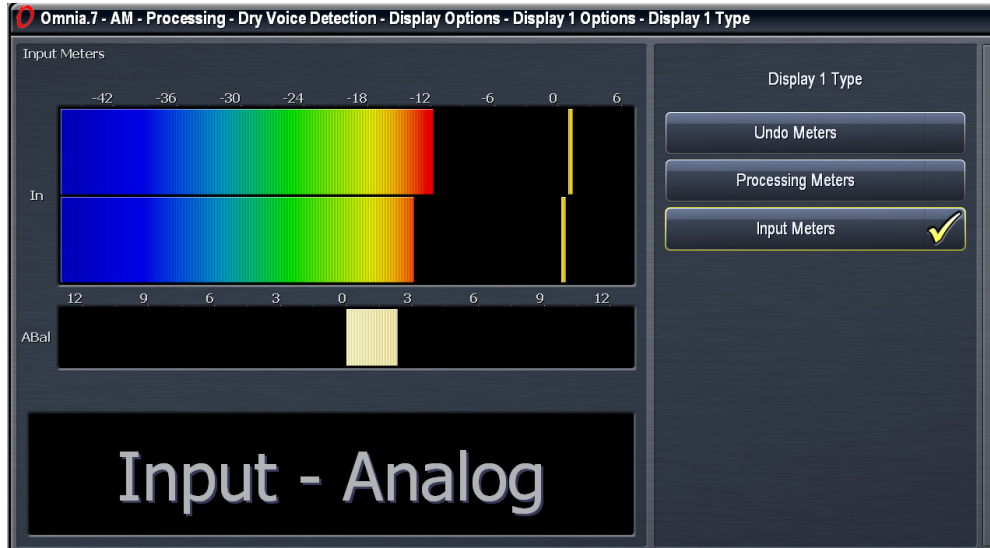 Omnia.7 - AM - Processing - Dry Voice Detection - Display Options - Display 1 Options - Display 1 Type
Input Meters
-42 -36 -30 -24 -18 -12 -6 0 6
In
12 9 6 3 0 3 6 9 12
ABal
Input - Analog
Display 1 Type
Undo Meters
Processing Meters
Input Meters